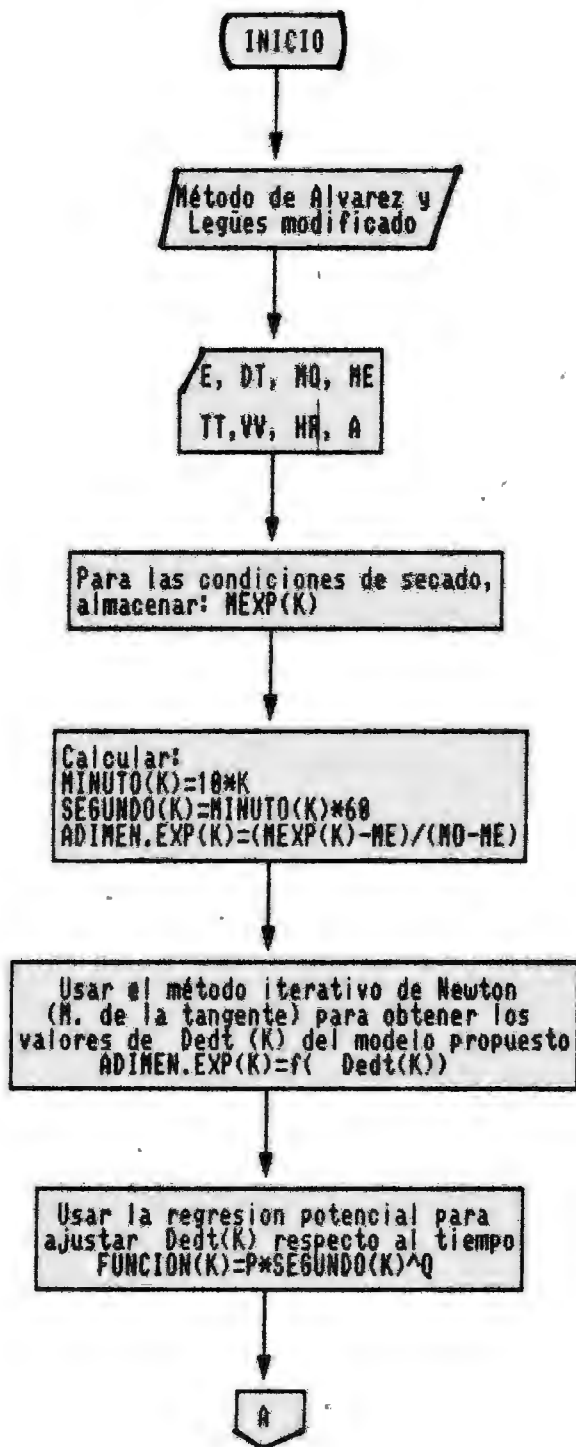 INICIO
Método de Alvarez y
Legües modificado
E, DT, MO, ME
TT,VV, HR, A
Para las condiciones de secado,
almacenar: MEXP(K)
Calcular:
MINUTO(K)=10*K
SEGUNDO(K)=MINUTO(K)*60
ADIMEN.EXP(K)=(MEXP(K)-ME)/(MO-ME)
Usar el método iterativo de Newton
(M. de la tangente) para obtener los
valores de Dedt (K) del modelo propuesto
ADIMEN.EXP(K)=f( Dedt(K))
Usar la regresion potencial para
ajustar Dedt(K) respecto al tiempo
FUNCION(K)=P*SEGUNDO(K)^Q
A